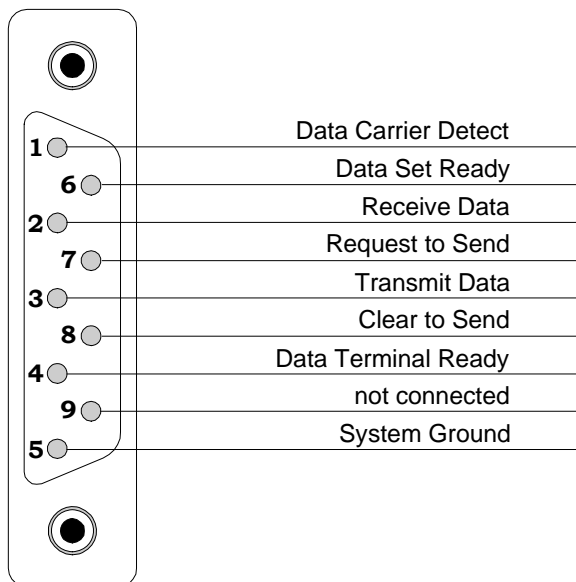 1 Data Carrier Detect
6 Data Set Ready
2 Receive Data
7 Request to Send
3 Transmit Data
8 Clear to Send
4 Data Terminal Ready
9 not connected
5 System Ground